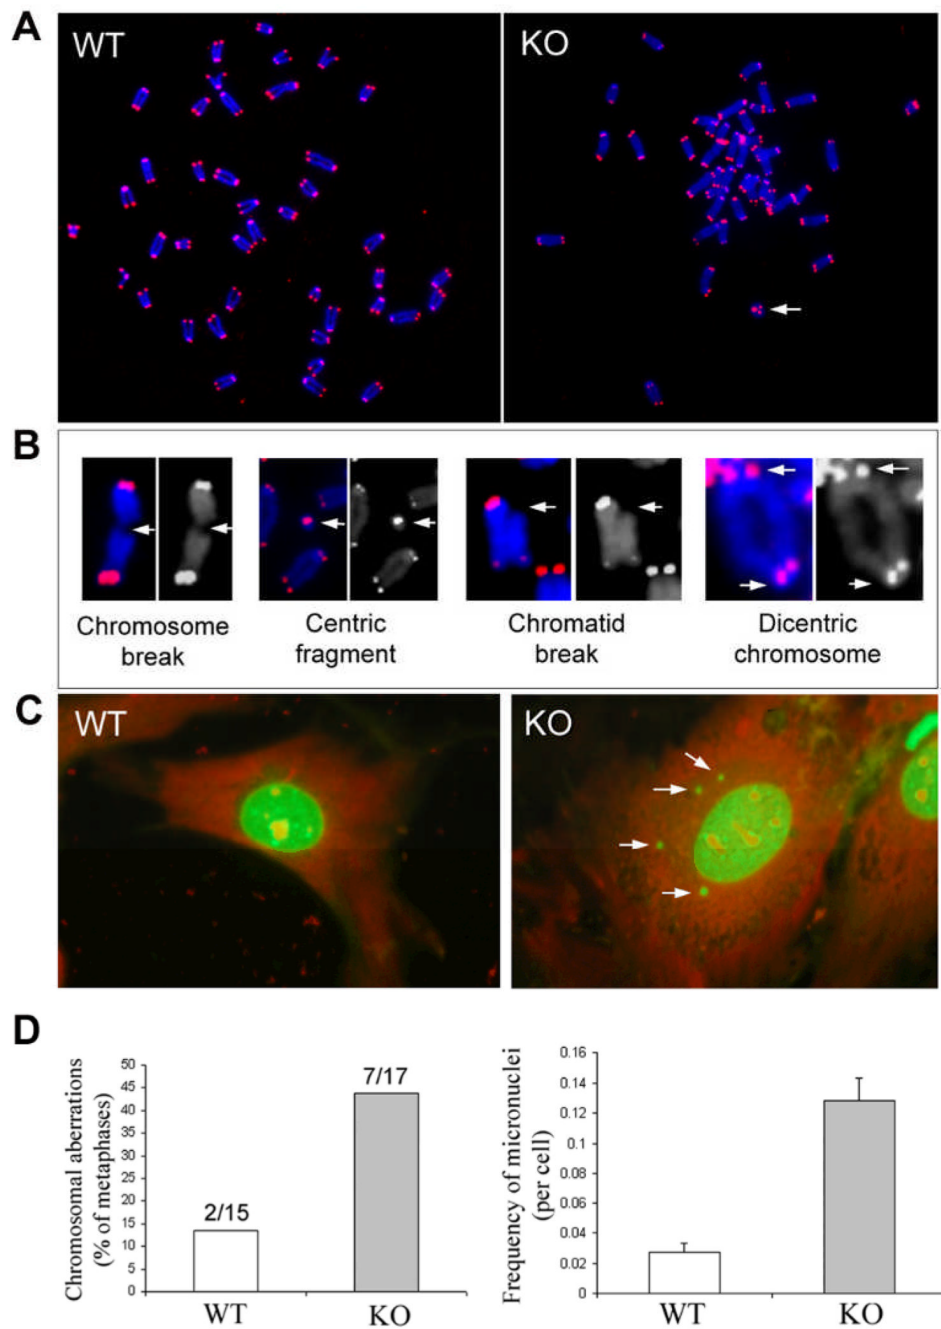 A
WT
KO
B
Chromosome
break
Centric
fragment
Chromatid
break
Dicentric
chromosome
C
WT
KO
D
Chromosomal aberrations
(% of metaphases)
50
45
40
35
30
25
20
15
10
5
0
2/15
7/17
WT
KO
Frequency of micronuclei
(per cell)
0.16
0.14
0.12
0.1
0.08
0.06
0.04
0.02
0
WT
KO